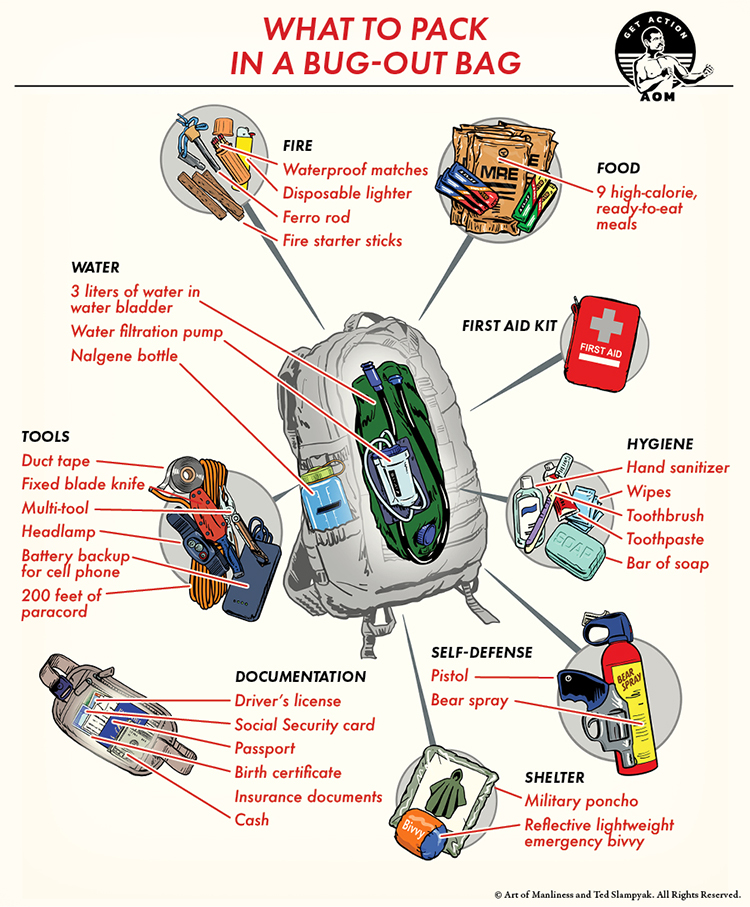 WHAT TO PACK
IN A BUG-OUT BAG
GET ACTION
AOM
FIRE
Waterproof matches
Disposable lighter
Ferro rod
Fire starter sticks
MRE
FOOD
9 high-calorie,
ready-to-eat
meals
WATER
3 liters of water in
water bladder
Water filtration pump
Nalgene bottle
FIRST AID KIT
FIRST AID
TOOLS
Duct tape
Fixed blade knife
Multi-tool
Headlamp
Battery backup
for cell phone
200 feet of
paracord
HYGIENE
Hand sanitizer
Wipes
Toothbrush
Toothpaste
Bar of soap
SOAP
SELF-DEFENSE
Pistol
Bear spray
BEAR
SPRAY
DOCUMENTATION
Driver's license
Social Security card
Passport
Birth certificate
Insurance documents
Cash
SHELTER
Military poncho
Reflective lightweight
emergency bivvy
Bivvy
© Art of Manliness and Ted Slampyak. All Rights Reserved.